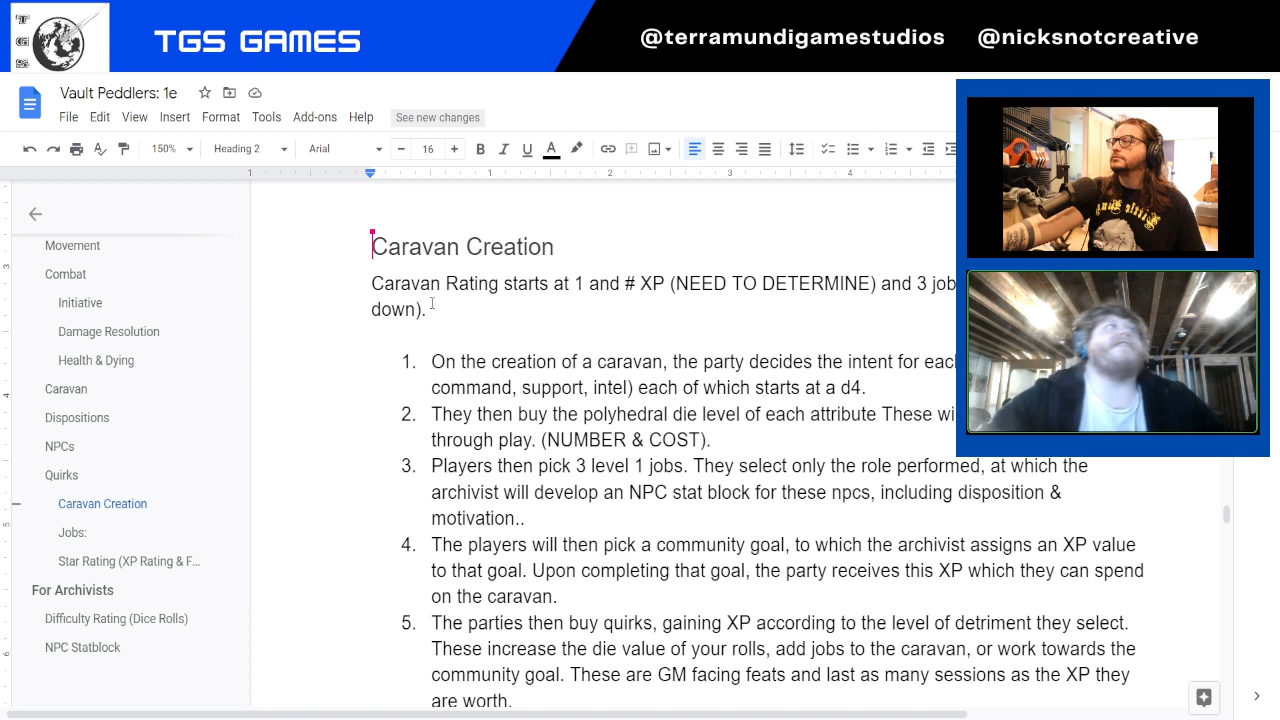 T
GS
S
TGS GAMES
@terramundigamestudios @nicksnotcreative
Vault Peddlers: 1e
File Edit View Insert Format Tools Add-ons Help See new changes
150% Heading 2 Arial 16 B I U A
1 1 2 3 4
Movement
Combat
Initiative
Damage Resolution
Health & Dying
Caravan
Dispositions
NPCs
Quirks
Caravan Creation
Jobs:
Star Rating (XP Rating & F...
For Archivists
Difficulty Rating (Dice Rolls)
NPC Statblock
3
4
5
6
Caravan Creation
Caravan Rating starts at 1 and # XP (NEED TO DETERMINE) and 3 job
down).
1. On the creation of a caravan, the party decides the intent for eac
command, support, intel) each of which starts at a d4.
2. They then buy the polyhedral die level of each attribute These wi
through play. (NUMBER & COST).
3. Players then pick 3 level 1 jobs. They select only the role performed, at which the
archivist will develop an NPC stat block for these npcs, including disposition &
motivation..
4. The players will then pick a community goal, to which the archivist assigns an XP value
to that goal. Upon completing that goal, the party receives this XP which they can spend
on the caravan.
5. The parties then buy quirks, gaining XP according to the level of detriment they select.
These increase the die value of your rolls, add jobs to the caravan, or work towards the
community goal. These are GM facing feats and last as many sessions as the XP they
are worth.